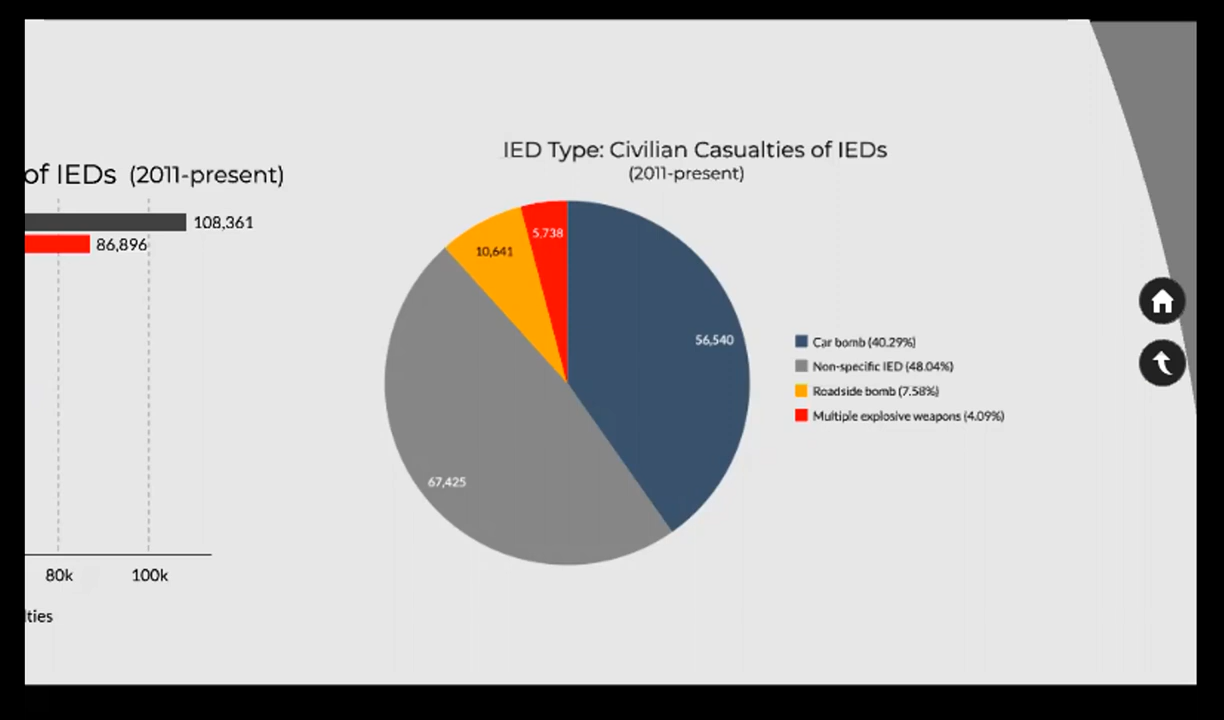 of IEDs (2011-present)
108,361
86,896
80k 100k
lties
IED Type: Civilian Casualties of IEDs
(2011-present)
5,738
10,641
56,540
67,425
Car bomb (40.29%)
Non-specific IED (48.04%)
Roadside bomb (7.58%)
Multiple explosive weapons (4.09%)